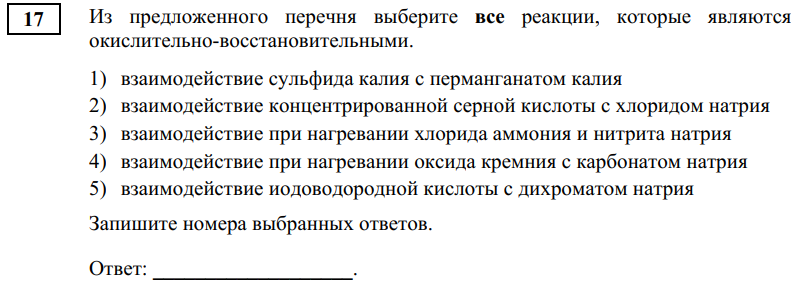 17 Из предложенного перечня выберите все реакции, которые являются
окислительно-восстановительными.
1) взаимодействие сульфида калия с перманганатом калия
2) взаимодействие концентрированной серной кислоты с хлоридом натрия
3) взаимодействие при нагревании хлорида аммония и нитрита натрия
4) взаимодействие при нагревании оксида кремния с карбонатом натрия
5) взаимодействие иодоводородной кислоты с дихроматом натрия
Запишите номера выбранных ответов.
Ответ: ___________________.